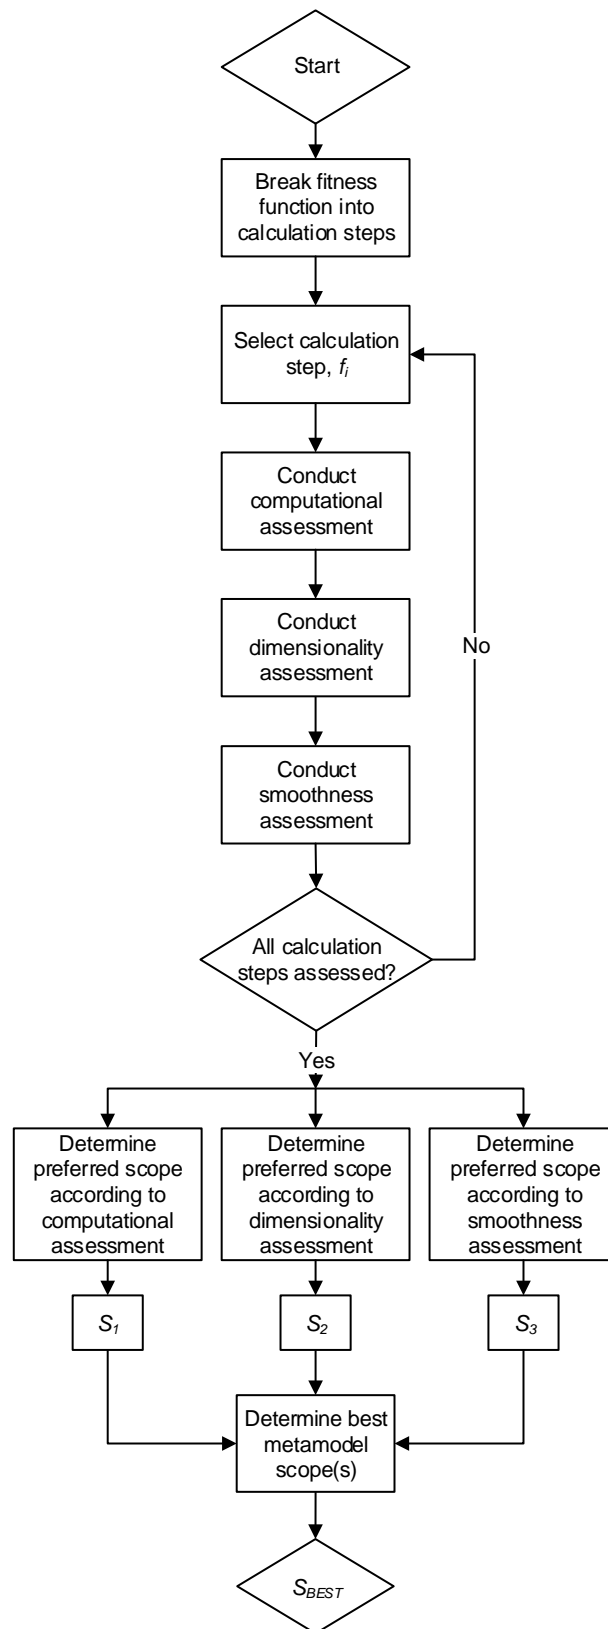 Start
Break fitness
function into
calculation steps
Select calculation
step, fi
Conduct
computational
assessment
Conduct
dimensionality
assessment
No
Conduct
smoothness
assessment
All calculation
steps assessed?
Yes
Determine
preferred scope
according to
computational
assessment
Determine
preferred scope
according to
dimensionality
assessment
Determine
preferred scope
according to
smoothness
assessment
S1
S2
S3
Determine best
metamodel
scope(s)
SBEST